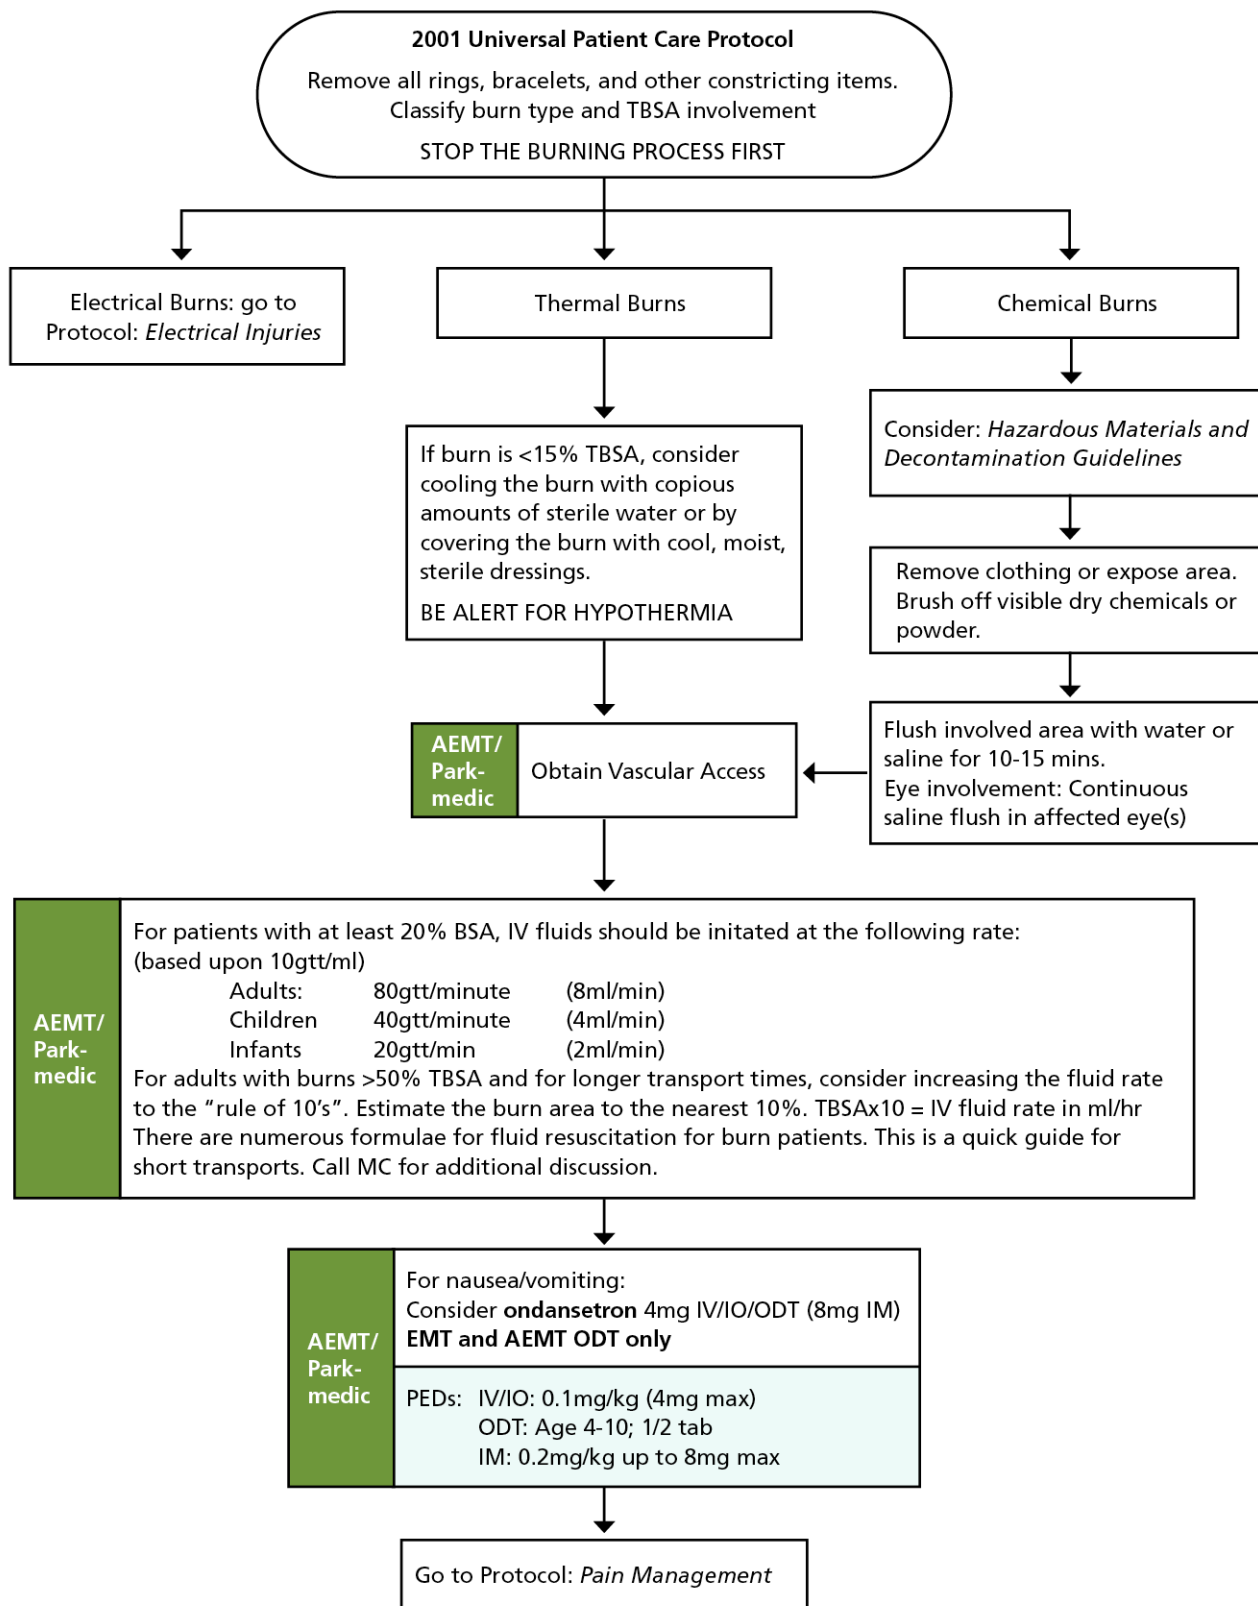 2001 Universal Patient Care Protocol
Remove all rings, bracelets, and other constricting items.
Classify burn type and TBSA involvement
STOP THE BURNING PROCESS FIRST
Electrical Burns: go to
Protocol: Electrical Injuries
Thermal Burns
Chemical Burns
If burn is <15% TBSA, consider
cooling the burn with copious
amounts of sterile water or by
covering the burn with cool, moist,
sterile dressings.
BE ALERT FOR HYPOTHERMIA
Consider: Hazardous Materials and
Decontamination Guidelines
Remove clothing or expose area.
Brush off visible dry chemicals or
powder.
Flush involved area with water or
saline for 10-15 mins.
Eye involvement: Continuous
saline flush in affected eye(s)
AEMT/
Park-
medic
Obtain Vascular Access
AEMT/
Park-
medic
For patients with at least 20% BSA, IV fluids should be initated at the following rate:
(based upon 10gtt/ml)
Adults: 80gtt/minute (8ml/min)
Children 40gtt/minute (4ml/min)
Infants 20gtt/min (2ml/min)
For adults with burns >50% TBSA and for longer transport times, consider increasing the fluid rate
to the “rule of 10’s”. Estimate the burn area to the nearest 10%. TBSAx10 = IV fluid rate in ml/hr
There are numerous formulae for fluid resuscitation for burn patients. This is a quick guide for
short transports. Call MC for additional discussion.
AEMT/
Park-
medic
For nausea/vomiting:
Consider ondansetron 4mg IV/IO/ODT (8mg IM)
EMT and AEMT ODT only
PEDs: IV/IO: 0.1mg/kg (4mg max)
ODT: Age 4-10; 1/2 tab
IM: 0.2mg/kg up to 8mg max
Go to Protocol: Pain Management